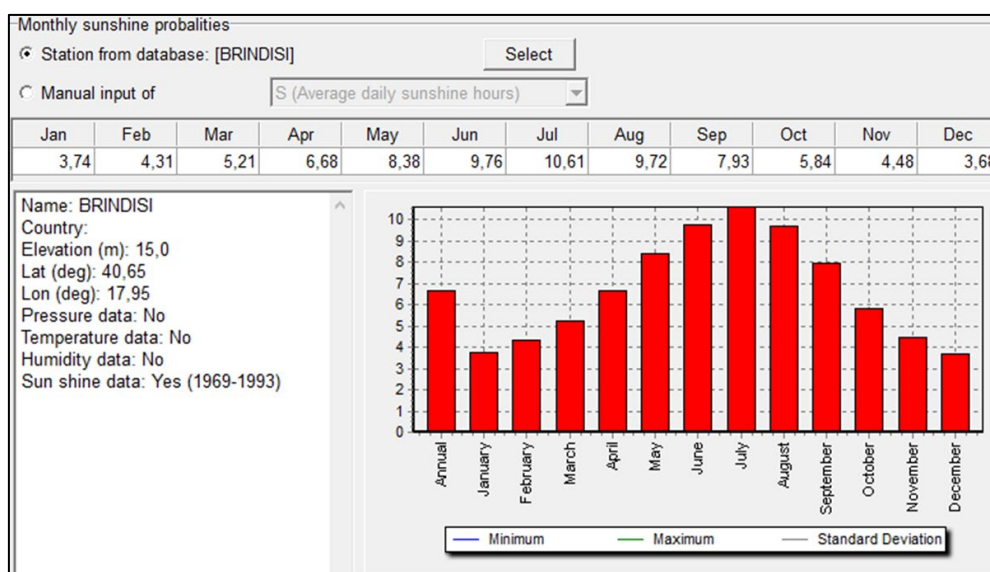 Monthly sunshine probalities
Station from database: [BRINDISI] Select
Manual input of S (Average daily sunshine hours)
Jan Feb Mar Apr May Jun Jul Aug Sep Oct Nov Dec
3,74 4,31 5,21 6,68 8,38 9,76 10,61 9,72 7,93 5,84 4,48 3,68
Name: BRINDISI
Country:
Elevation (m): 15,0
Lat (deg): 40,65
Lon (deg): 17,95
Pressure data: No
Temperature data: No
Humidity data: No
Sun shine data: Yes (1969-1993)
10
9
8
7
6
5
4
3
2
1
0
Annual January February March April May June July August September October November December
Minimum Maximum Standard Deviation